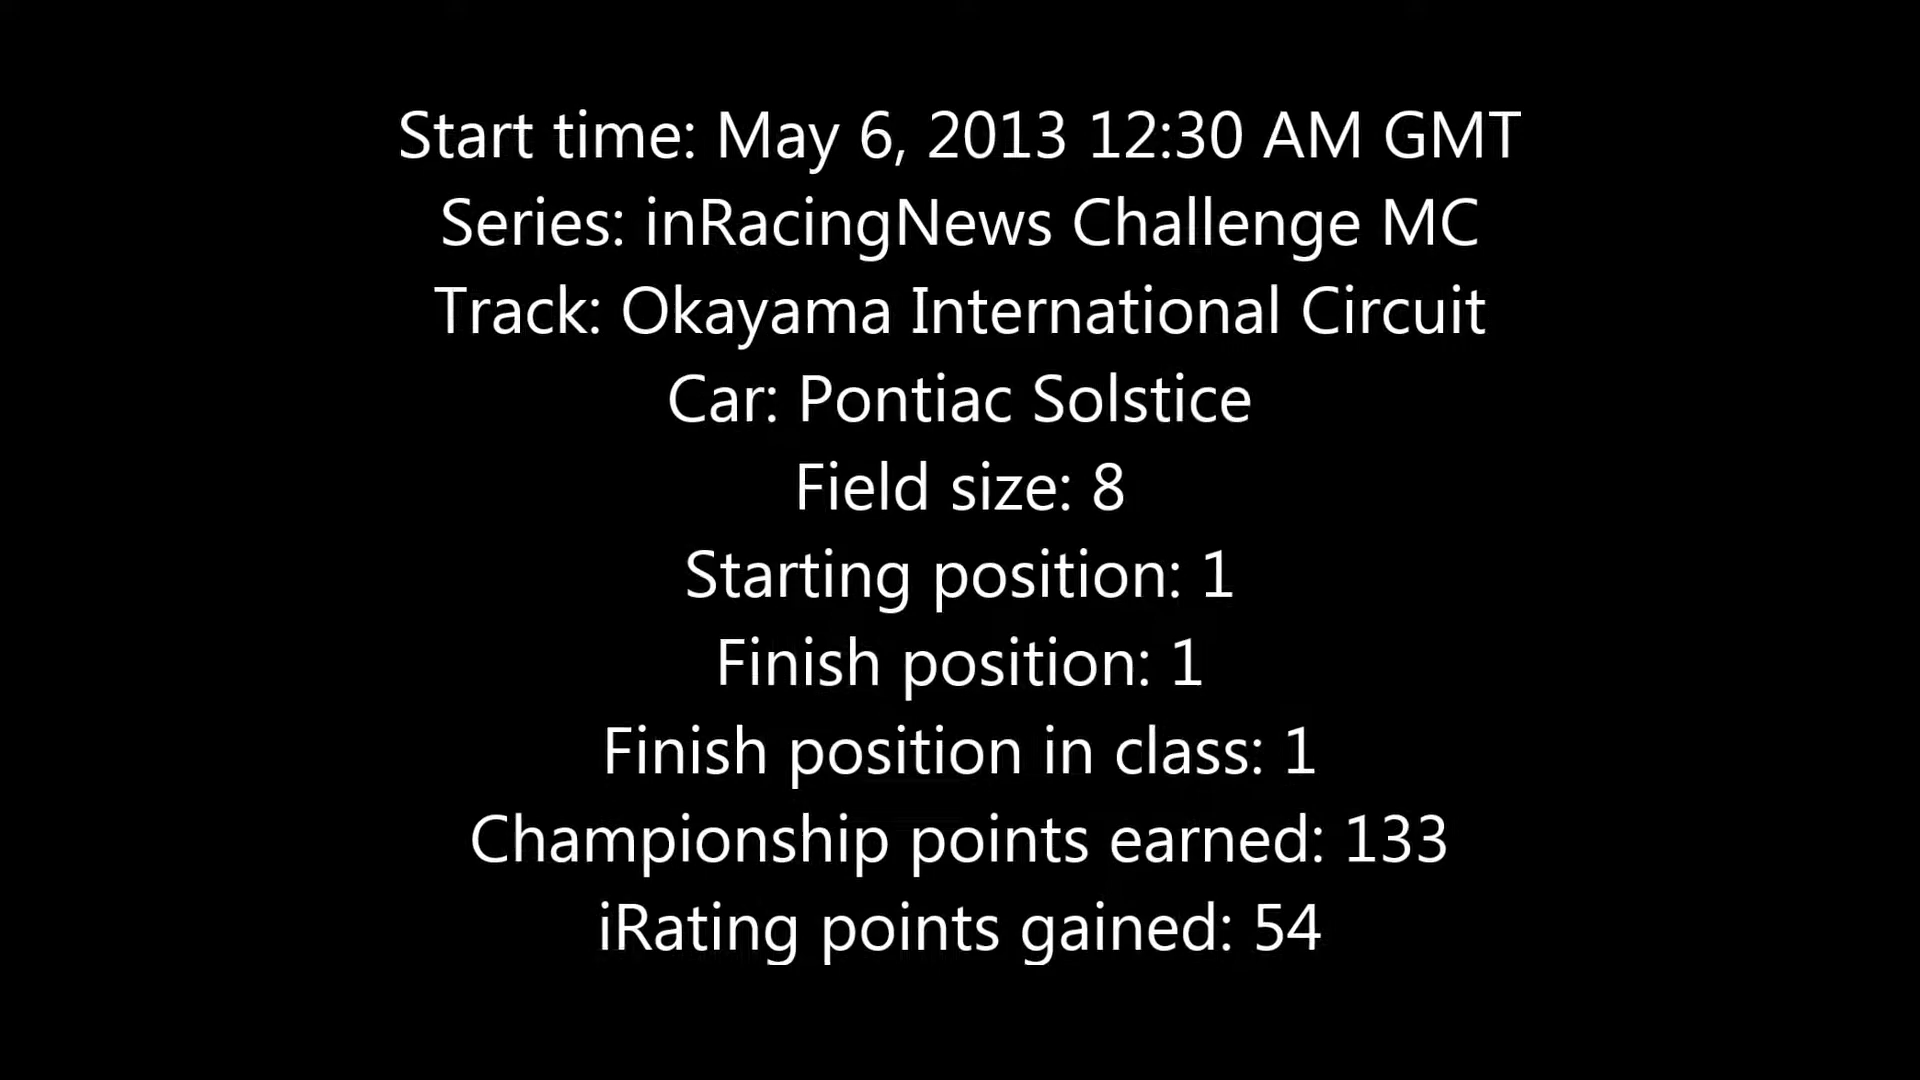 Start time: May 6, 2013 12:30 AM GMT
Series: inRacingNews Challenge MC
Track: Okayama International Circuit
Car: Pontiac Solstice
Field size: 8
Starting position: 1
Finish position: 1
Finish position in class: 1
Championship points earned: 133
iRating points gained: 54